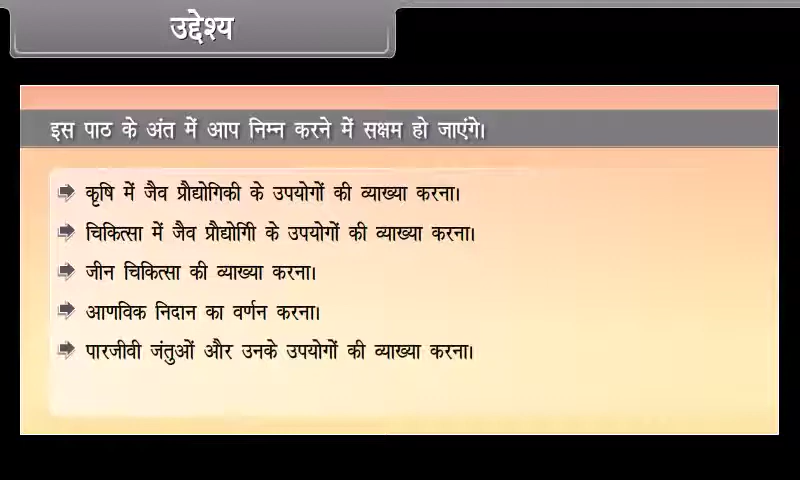 उद्देश्य
इस पाठ के अंत में आप निम्न करने में सक्षम हो जाएंगे।
कृषि में जैव प्रौद्योगिकी के उपयोगों की व्याख्या करना।
चिकित्सा में जैव प्रौद्योगिी के उपयोगों की व्याख्या करना।
जीन चिकित्सा की व्याख्या करना।
आणविक निदान का वर्णन करना।
पारजीवी जंतुओं और उनके उपयोगों की व्याख्या करना।